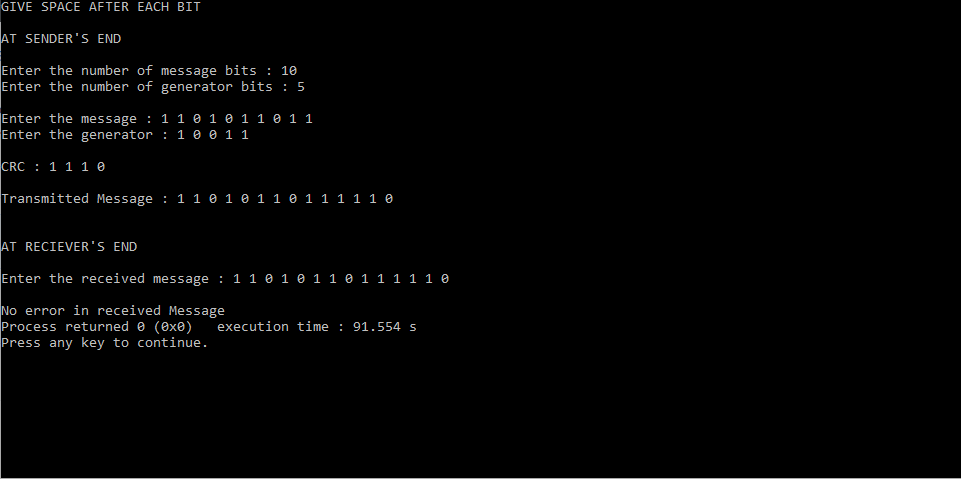 GIVE SPACE AFTER EACH BIT
AT SENDER'S END
Enter the number of message bits : 10
Enter the number of generator bits : 5
Enter the message : 1 1 0 1 0 1 1 0 1 1
Enter the generator : 1 0 0 1 1
CRC : 1 1 1 0
Transmitted Message : 1 1 0 1 0 1 1 0 1 1 1 1 1 0
AT RECIEVER'S END
Enter the received message : 1 1 0 1 0 1 1 0 1 1 1 1 1 0
No error in received Message
Process returned 0 (0x0)   execution time : 91.554 s
Press any key to continue.